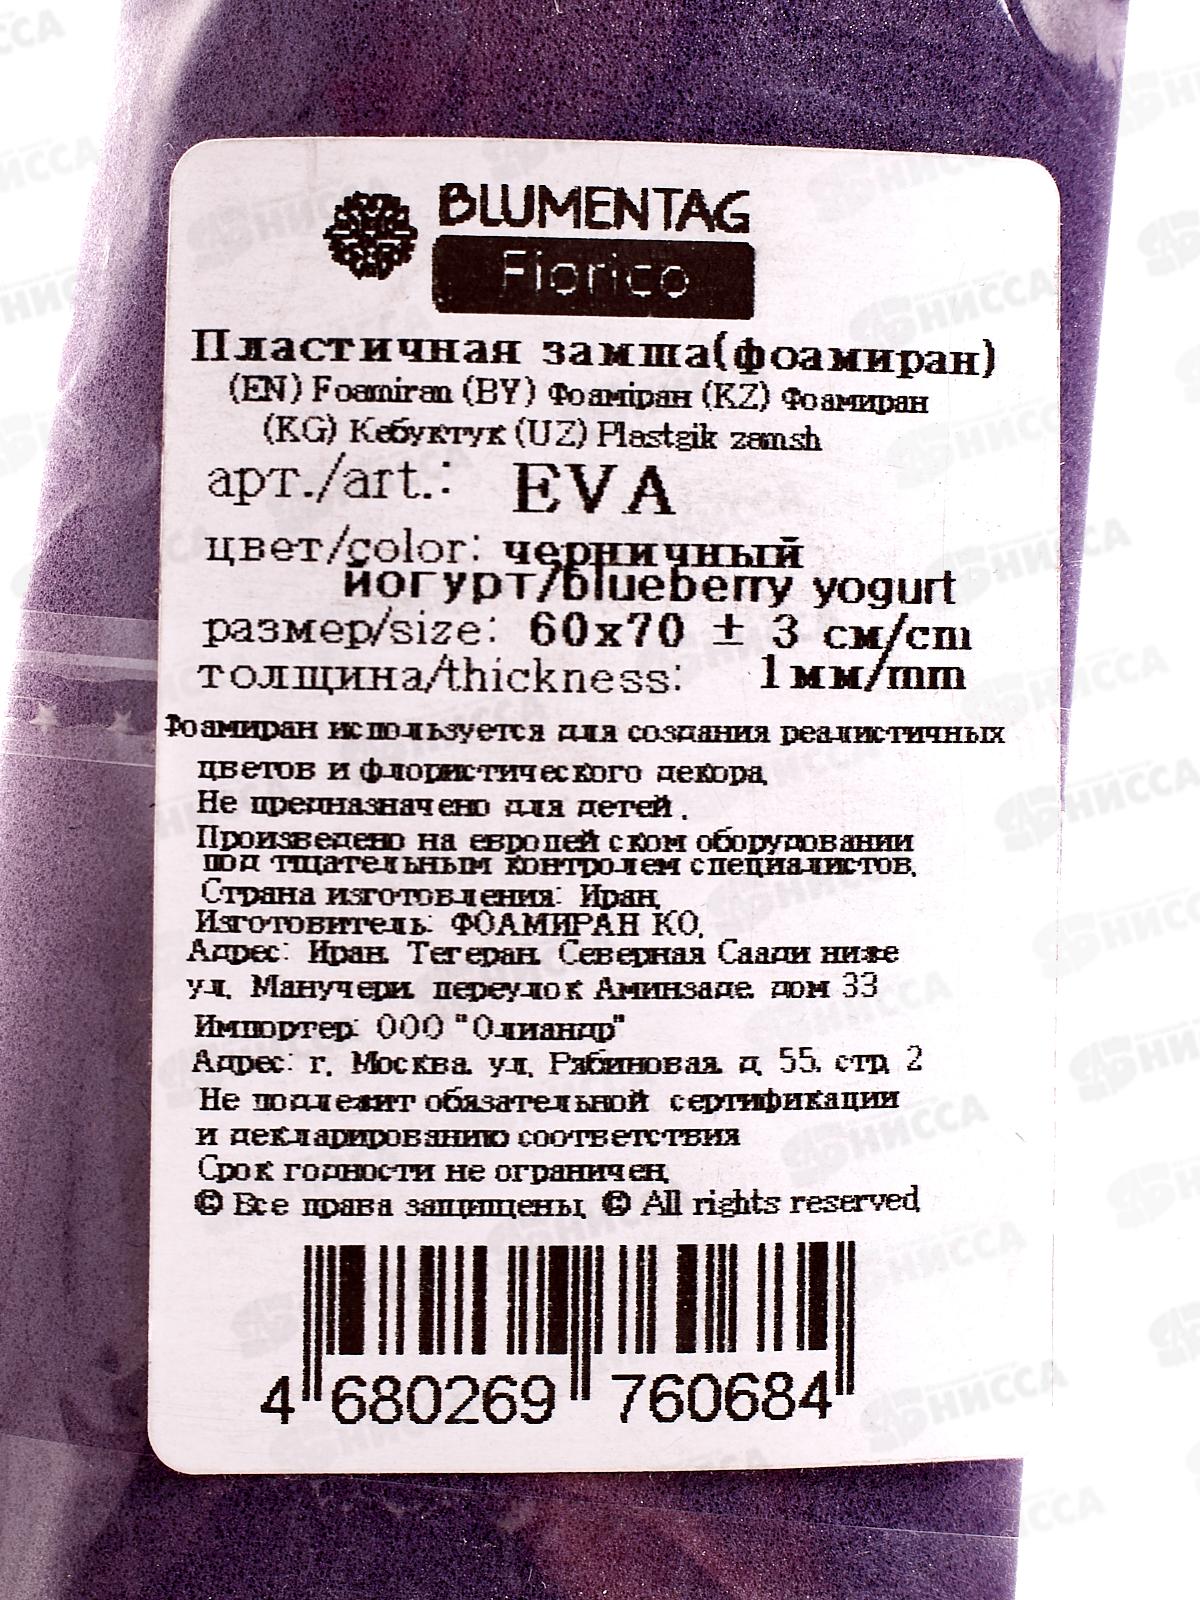 BLUMENTAG
Fiorico
Пластичная замша(фоамиран)
(EN) Foamiran (BY) Фоаміран (KZ) Фоамиран
(KG) Кебуктук (UZ) Plastgik zamsh
арт./art.: EVA
цвет/color: черничный
йогурт/blueberry yogurt
размер/size: 60x70 ± 3 см/cm
толщина/thickness: 1мм/mm
Фоамиран используется для создания реалистичных
цветов и флористического декора.
Не предназначено для детей.
Произведено на европейском оборудовании
под тщательным контролем специалистов.
Страна изготовления: Иран.
Изготовитель: ФОАМИРАН КО.
Адрес: Иран. Тегеран. Северная Саади ниже
ул. Манучери. переулок Аминзаде. дом 33
Импортер: ООО "Олиандр"
Адрес: г. Москва. ул. Рябиновая. д. 55. стр. 2
Не подлежит обязательной сертификации
и декларированию соответствия
Срок годности не ограничен.
© Все права защищены. © All rights reserved
4 680269 760684
НИССА